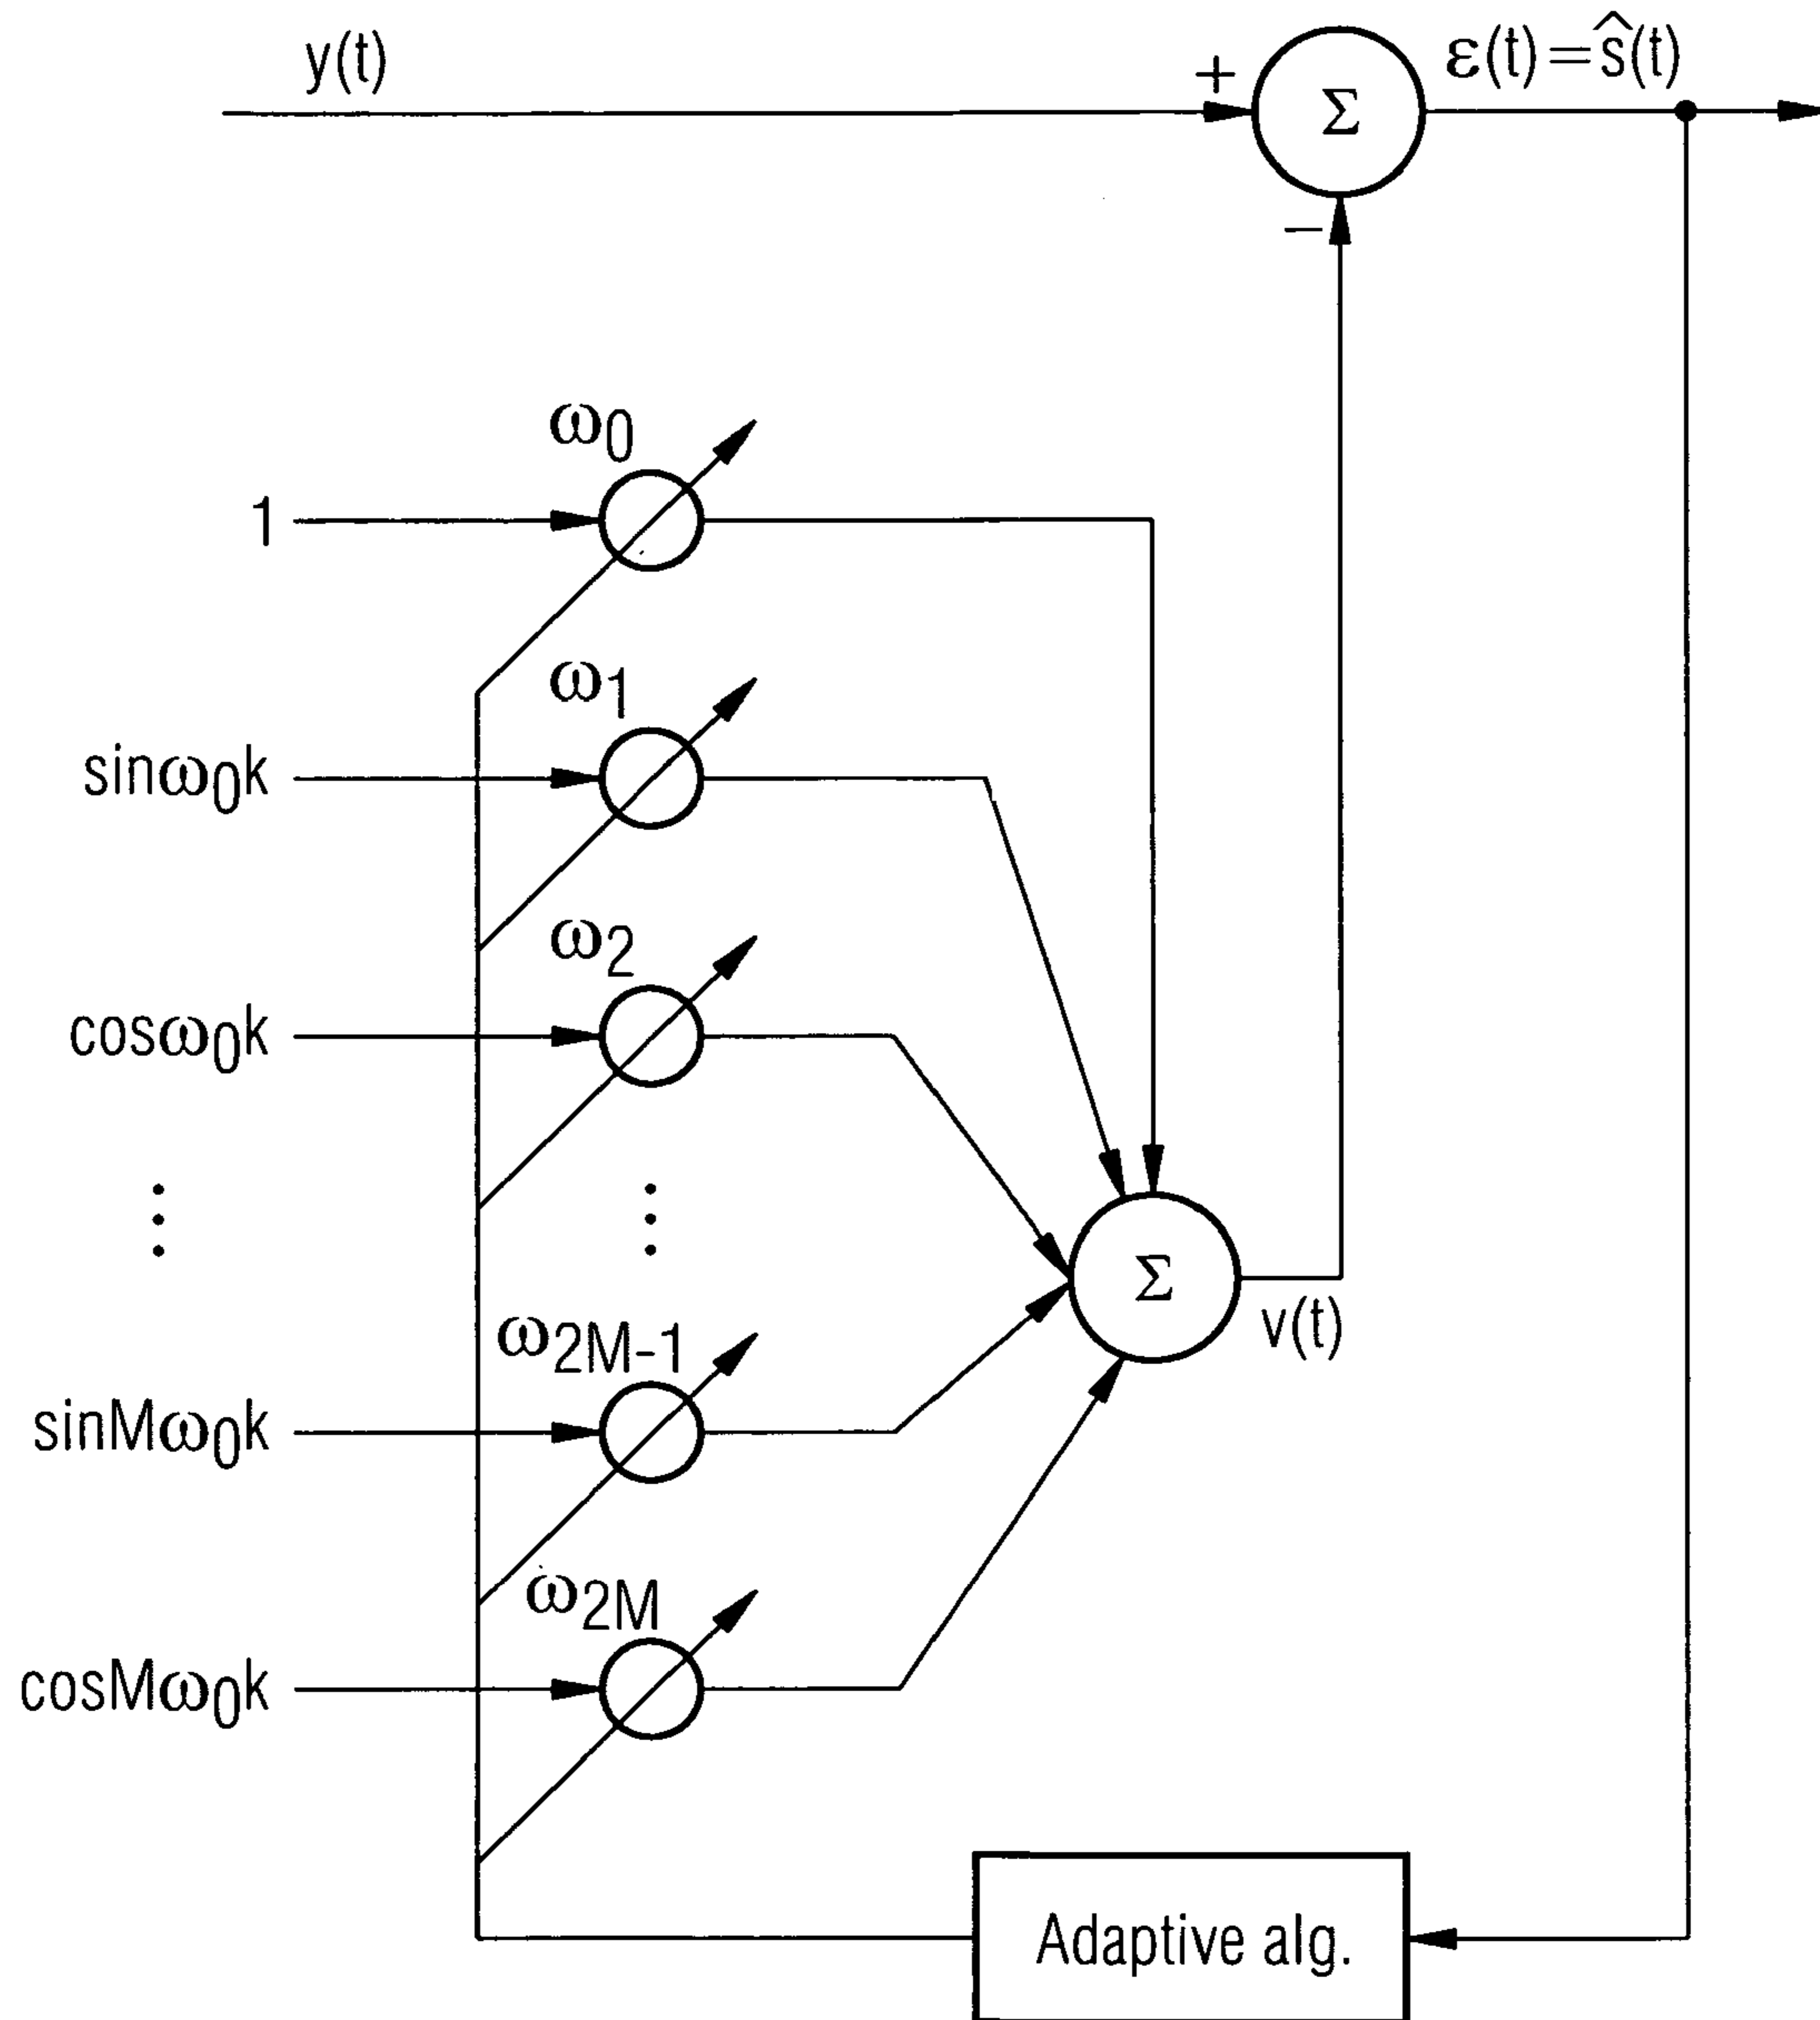 y(t)
+
Σ
ε(t)=ŝ(t)
−
ω0
1
ω1
sinω0k
ω2
cosω0k
Σ
v(t)
ω2M-1
sinMω0k
ω2M
cosMω0k
Adaptive alg.